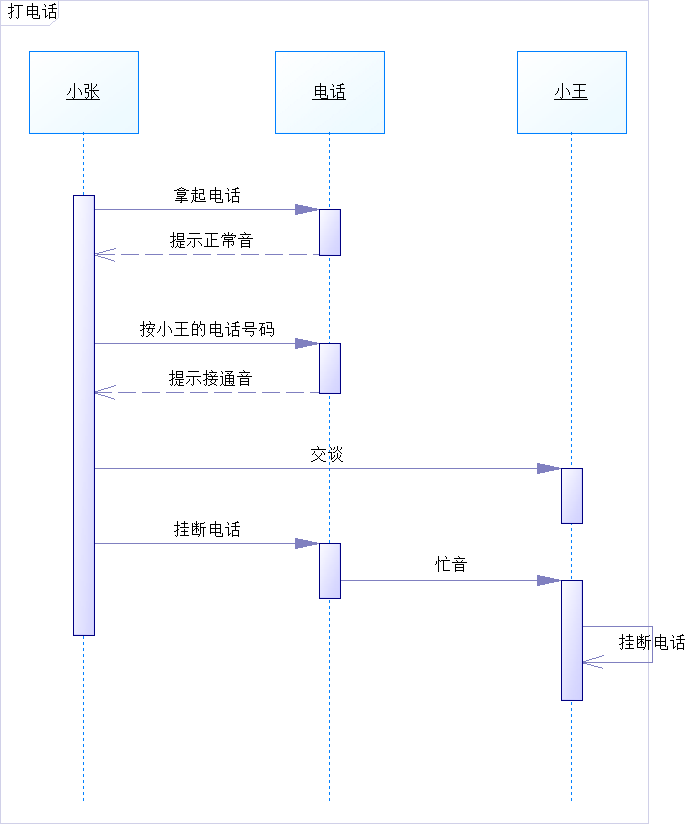 打电话
小张
电话
小王
拿起电话
提示正常音
按小王的电话号码
提示接通音
交谈
挂断电话
忙音
挂断电话